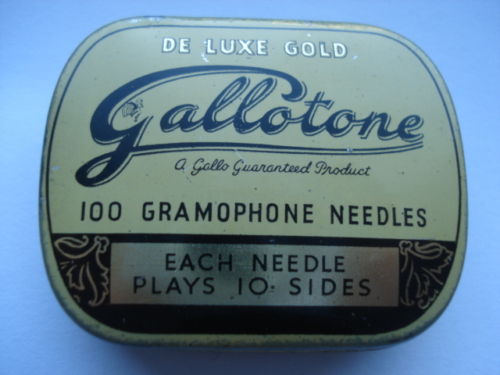 DE LUXE GOLD
Gallotone
A Gallo Guaranteed Product
100 GRAMOPHONE NEEDLES
EACH NEEDLE
PLAYS 10 SIDES